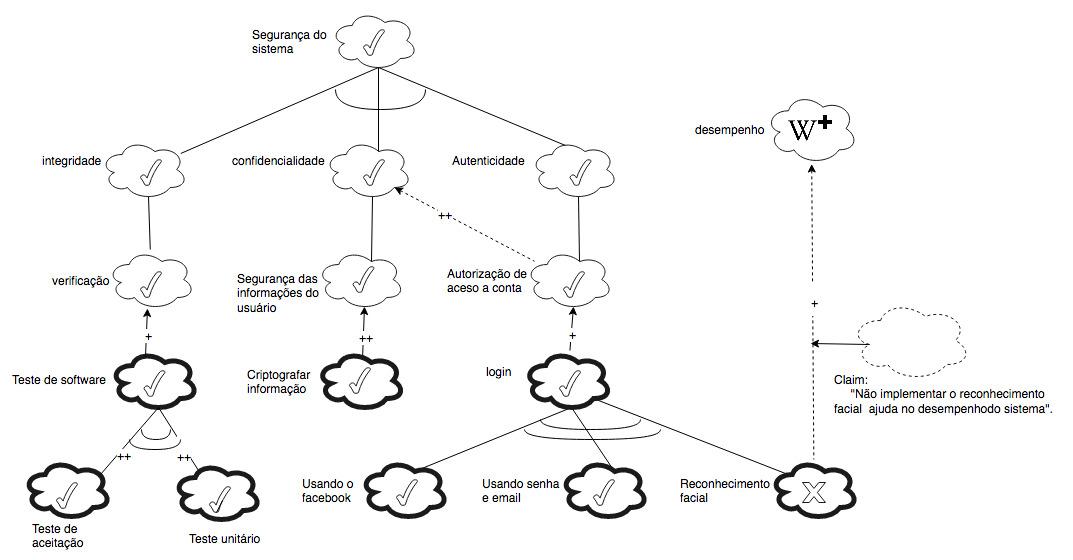 Segurança do
sistema
desempenho
W+
integridade
confidencialidade
Autenticidade
++
verificação
Segurança das
informações do
usuário
Autorização de
aceso a conta
+
++
+
+
Teste de software
Criptografar
informação
login
Claim:
"Não implementar o reconhecimento
facial ajuda no desempenhodo sistema".
++
++
Usando o
facebook
Usando senha
e email
Reconhecimento
facial
X
Teste de
aceitação
Teste unitário